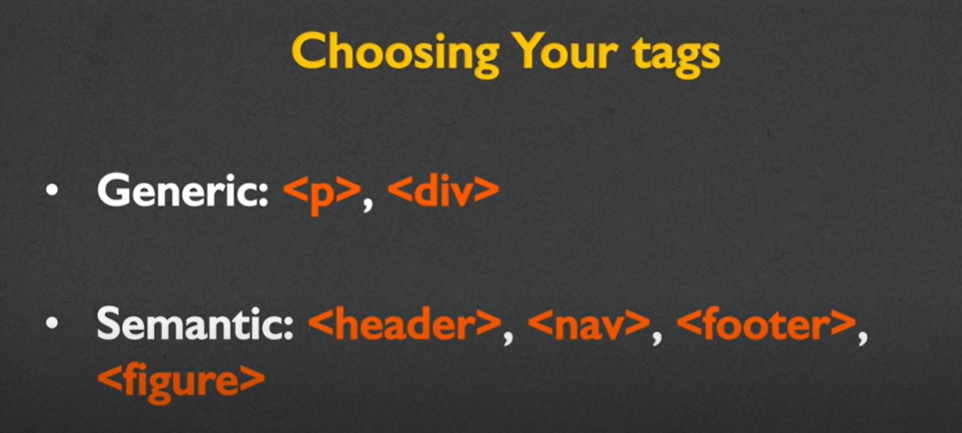 Choosing Your tags
• Generic: <p>, <div>
• Semantic: <header>, <nav>, <footer>,
<figure>